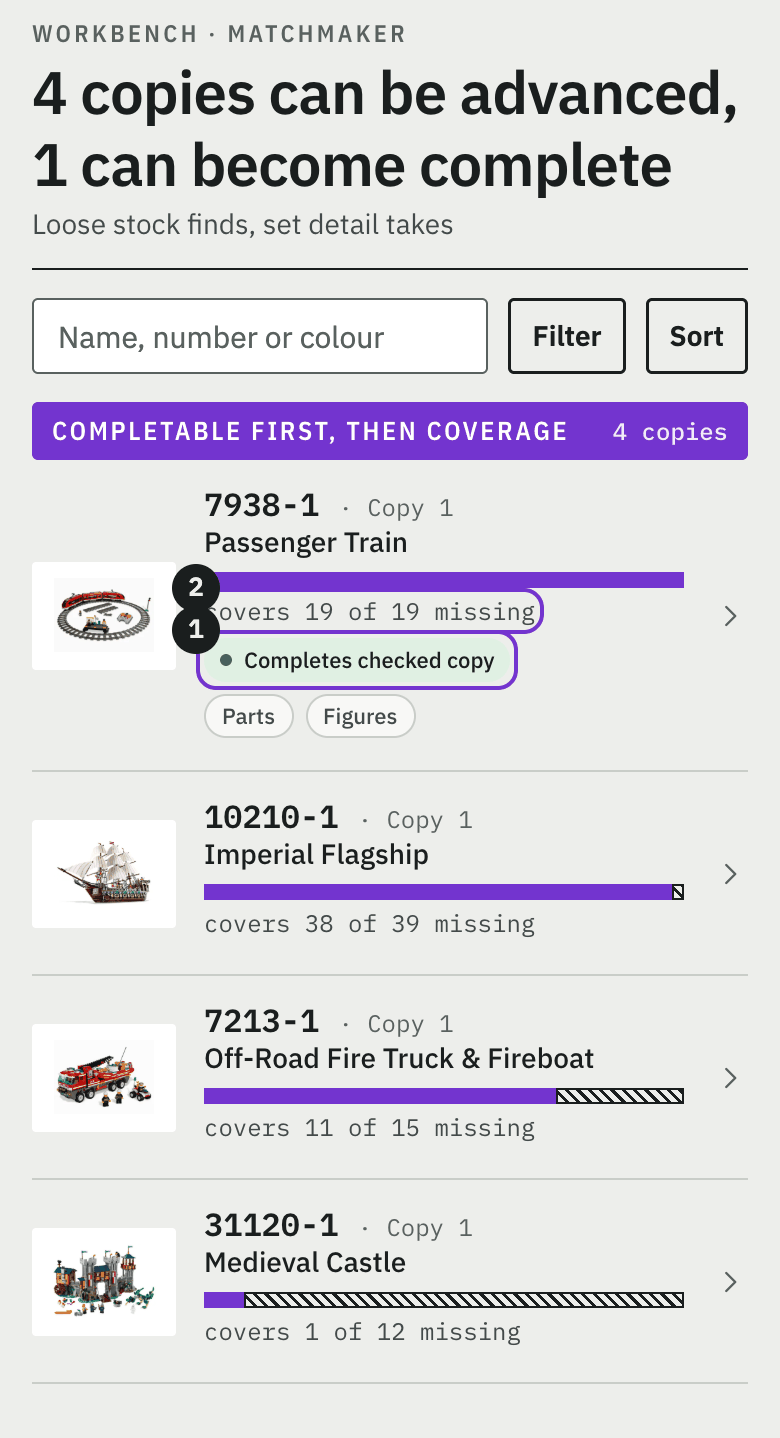 WORKBENCH · MATCHMAKER
4 copies can be advanced,
1 can become complete
Loose stock finds, set detail takes
Name, number or colour
Filter
Sort
COMPLETABLE FIRST, THEN COVERAGE 4 copies
7938-1 · Copy 1
Passenger Train
2
covers 19 of 19 missing
1
Completes checked copy
Parts
Figures
10210-1 · Copy 1
Imperial Flagship
covers 38 of 39 missing
7213-1 · Copy 1
Off-Road Fire Truck & Fireboat
covers 11 of 15 missing
31120-1 · Copy 1
Medieval Castle
covers 1 of 12 missing